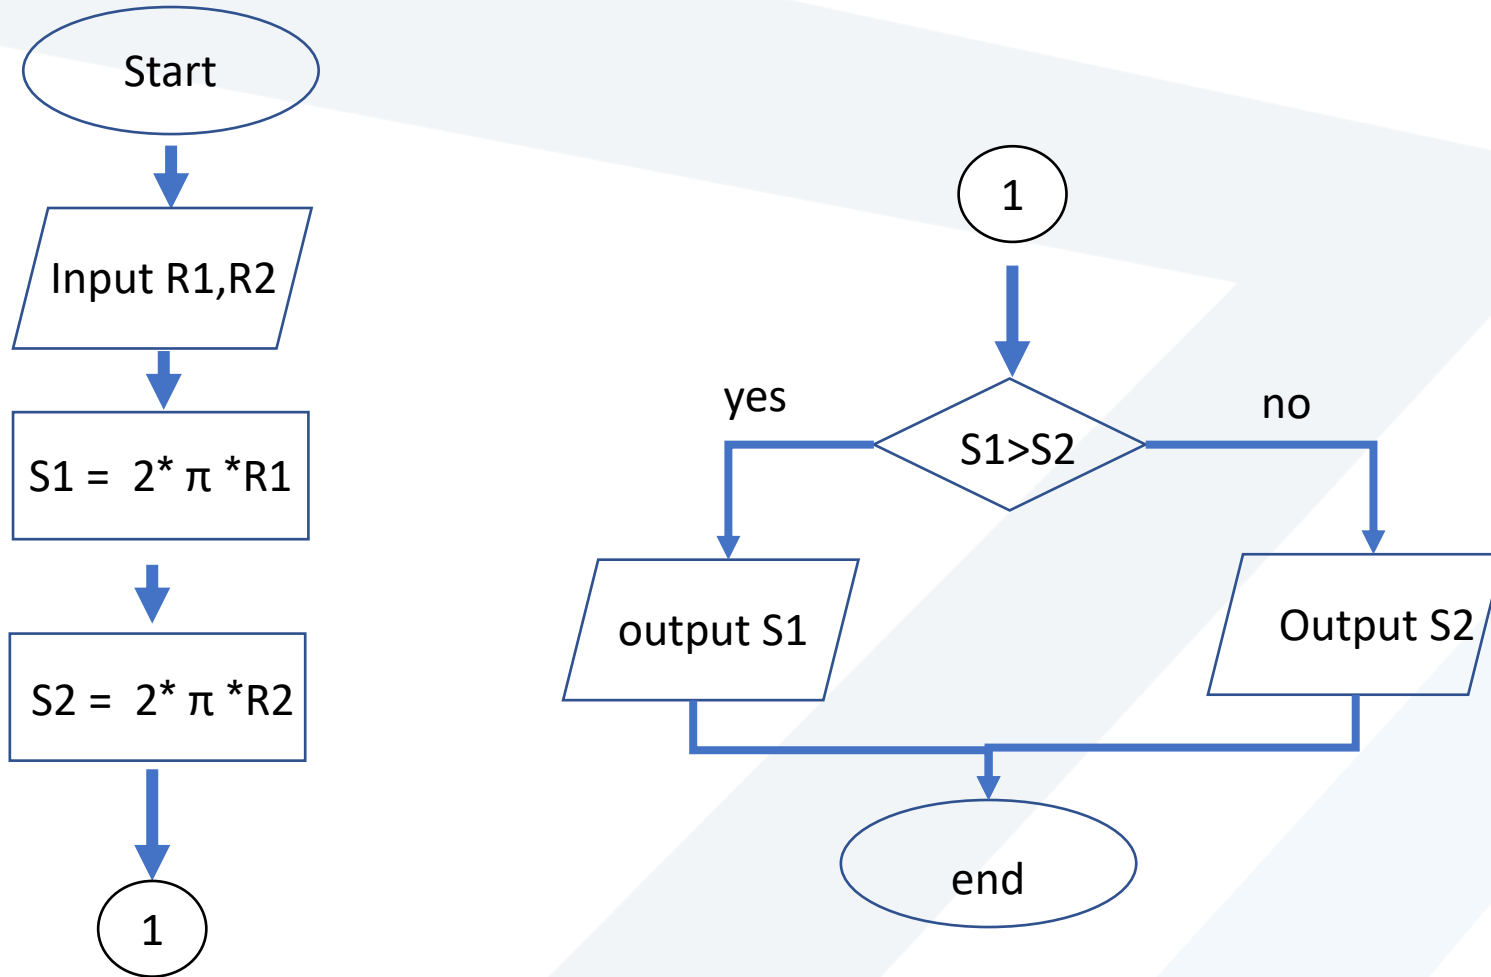 Start
Input R1,R2
S1 =  2* π *R1
S2 =  2* π *R2
1
1
S1>S2
yes
no
output S1
Output S2
end